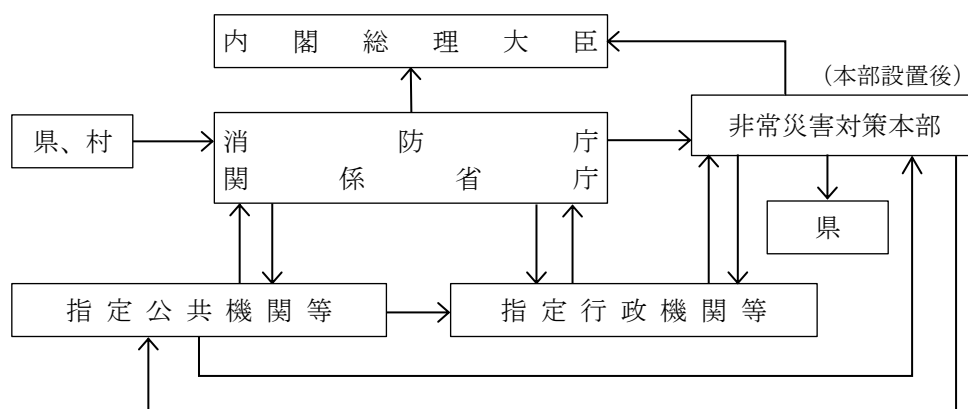 内閣総理大臣
（本部設置後）
県、村
消防庁
関係省庁
非常災害対策本部
県
指定公共機関等
指定行政機関等